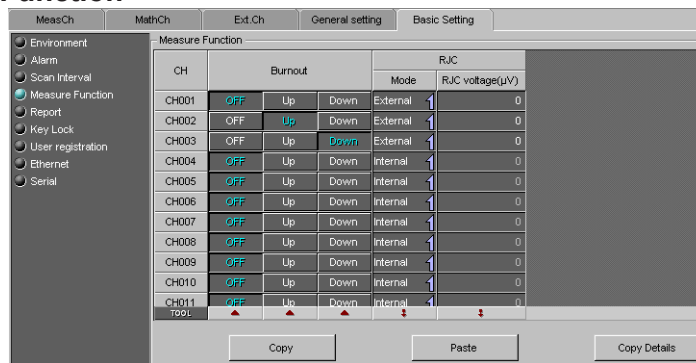 Function
MeasCh MathCH Ext.Ch General setting Basic Setting
Environment
Alarm
Scan Interval
Measure Function
Report
Key Lock
User registration
Ethernet
Serial
Measure Function
CH Burnout RJC
Mode RJC voltage(µV)
CH001 OFF Up Down External 0
CH002 OFF Up Down External 0
CH003 OFF Up Down External 0
CH004 OFF Up Down Internal 0
CH005 OFF Up Down Internal 0
CH006 OFF Up Down Internal 0
CH007 OFF Up Down Internal 0
CH008 OFF Up Down Internal 0
CH009 OFF Up Down Internal 0
CH010 OFF Up Down Internal 0
CH011 OFF Up Down Internal 0
TOOL
Copy Paste Copy Details